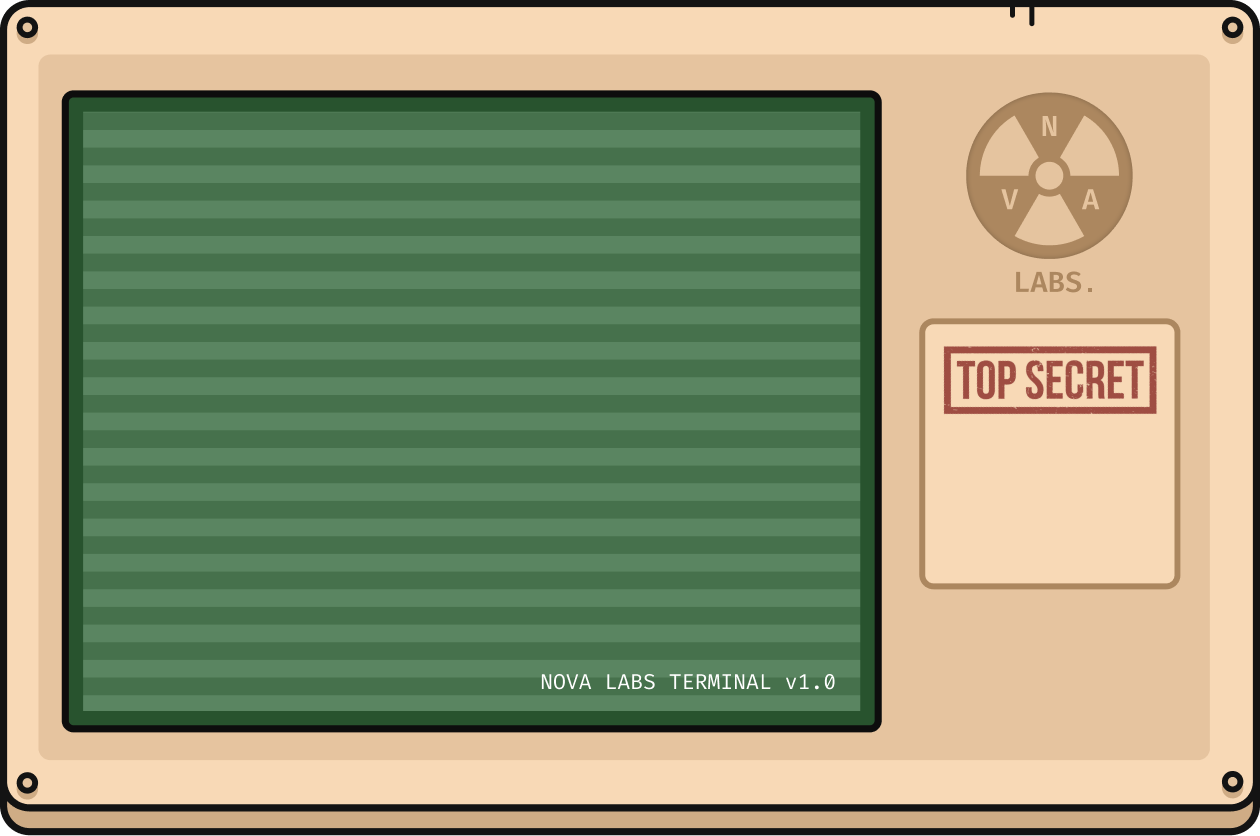 N
V A
LABS.
TOP SECRET
NOVA LABS TERMINAL v1.0